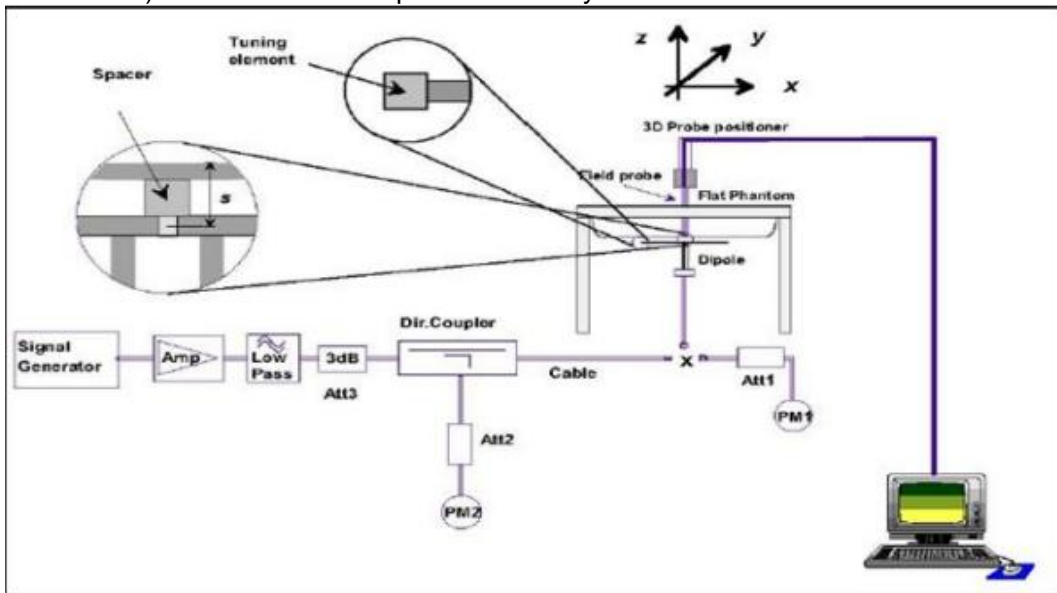 Tuning
element
Spacer
s
z
y
x
3D Probe positioner
Field probe
Flat Phantom
Dipole
Dir.Coupler
Signal
Generator
Amp
Low
Pass
3dB
Att3
Cable
x
Att1
PM1
Att2
PM2